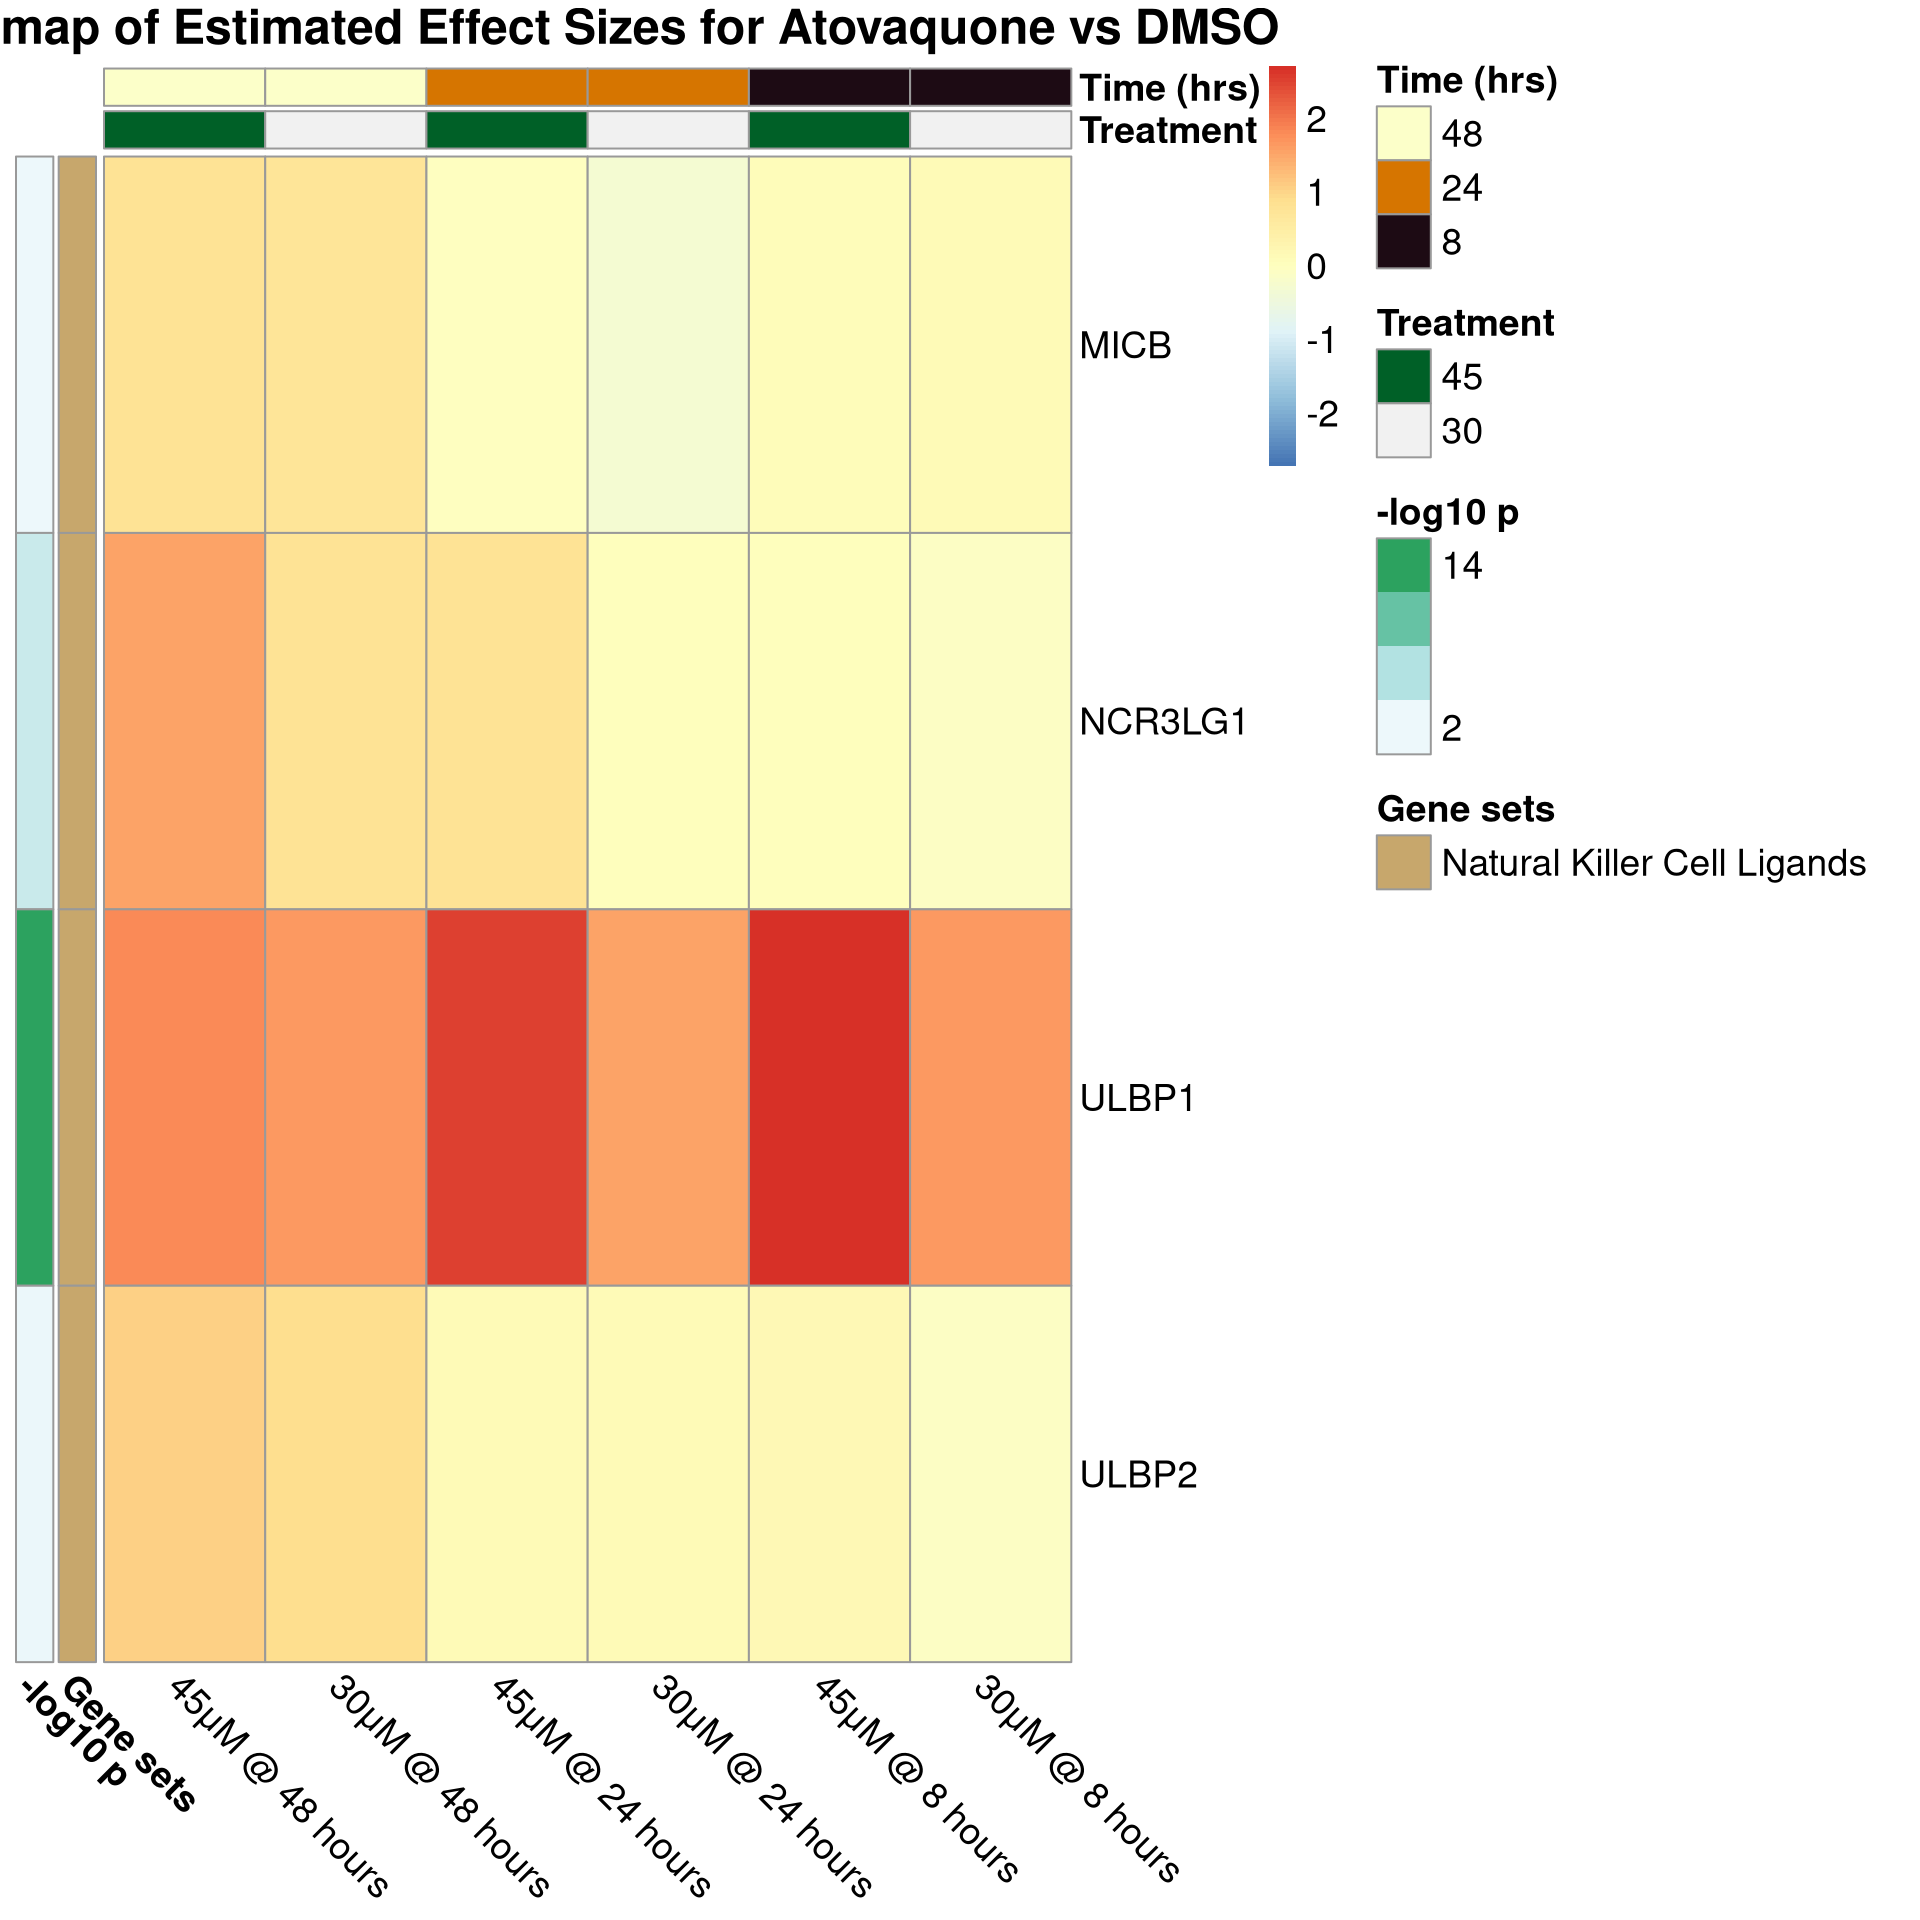 map of Estimated Effect Sizes for Atovaquone vs DMSO
Time (hrs)
Treatment
2
1
0
-1
-2
MICB
NCR3LG1
ULBP1
ULBP2
Time (hrs)
48
24
8
Treatment
45
30
-log10 p
14
2
Gene sets
Natural Killer Cell Ligands
-log10 p
Gene sets
45µM @ 48 hours
30µM @ 48 hours
45µM @ 24 hours
30µM @ 24 hours
45µM @ 8 hours
30µM @ 8 hours